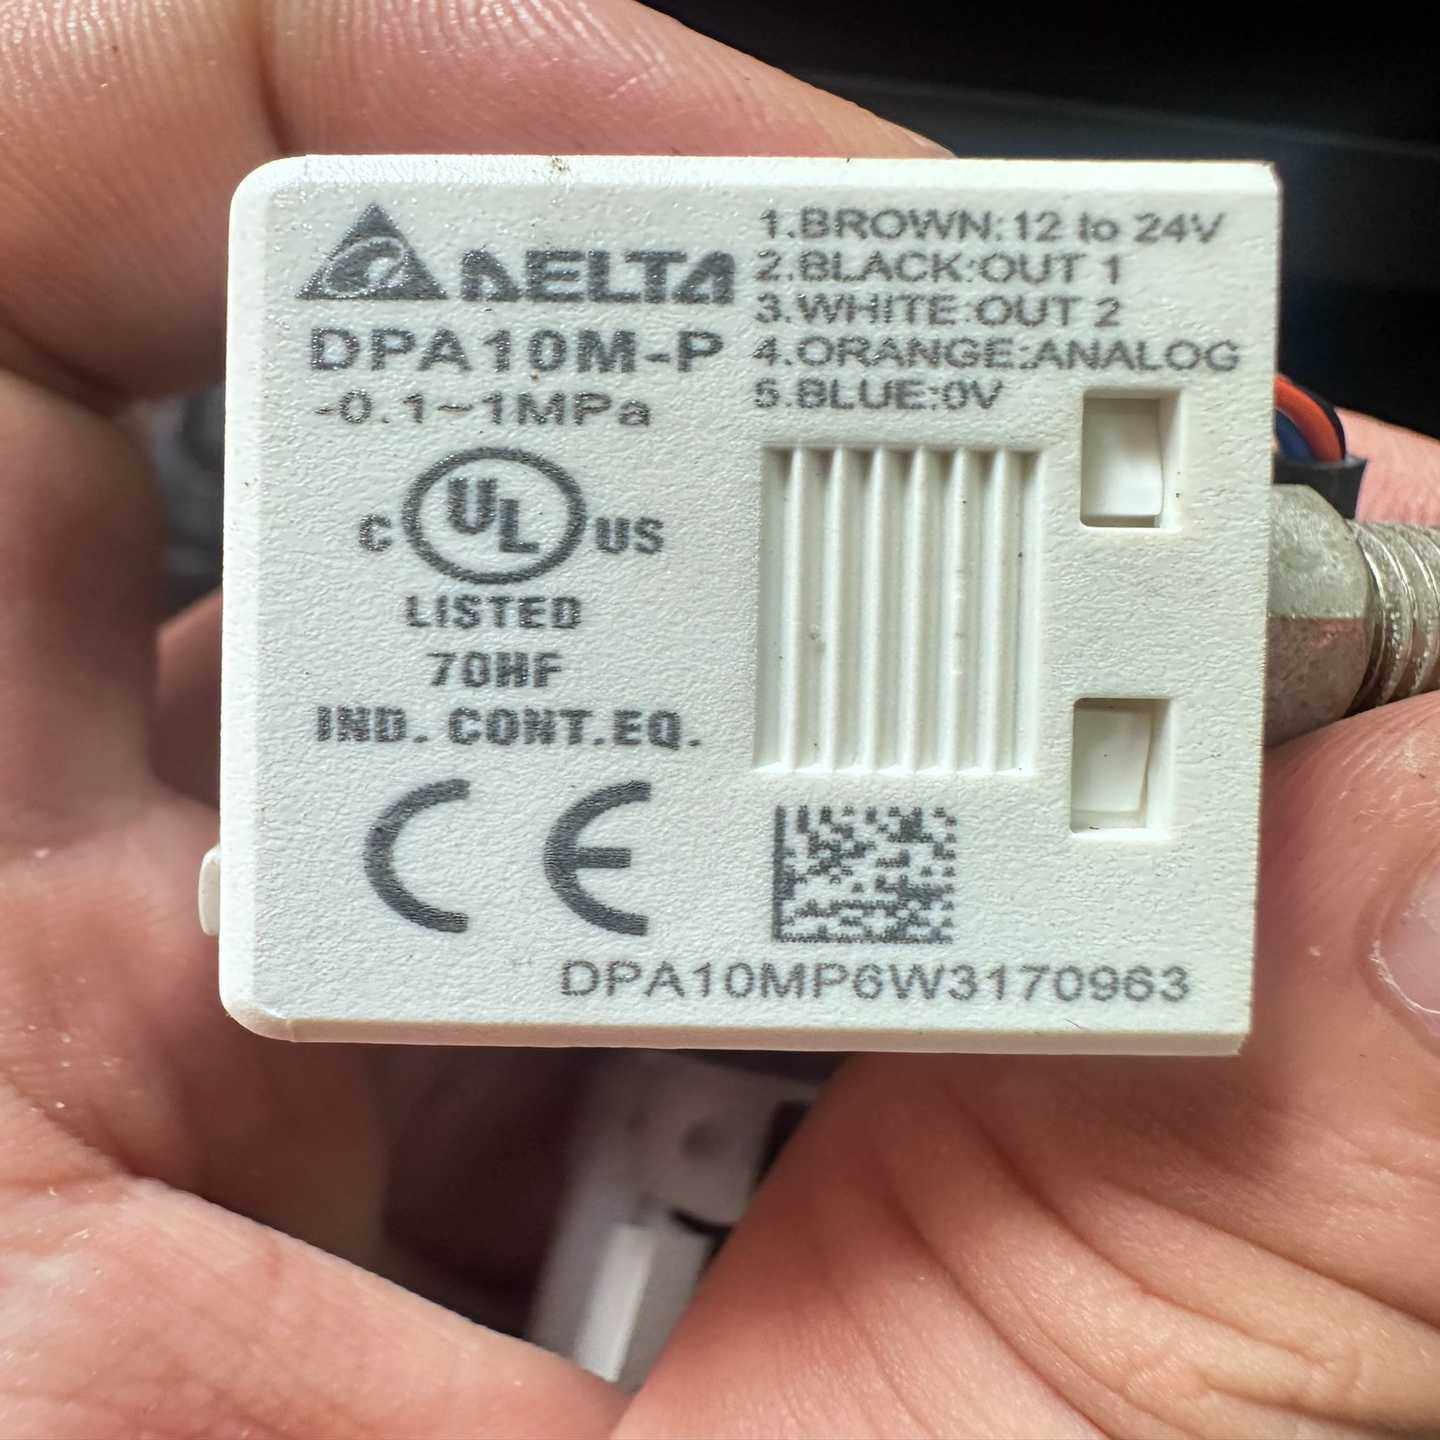 DELTA
DPA10M-P
-0.1~1MPa
1.BROWN:12 to 24V
2.BLACK:OUT 1
3.WHITE:OUT 2
4.ORANGE:ANALOG
5.BLUE:0V
C UL US
LISTED
70HF
IND. CONT.EQ.
CE
DPA10MP6W3170963